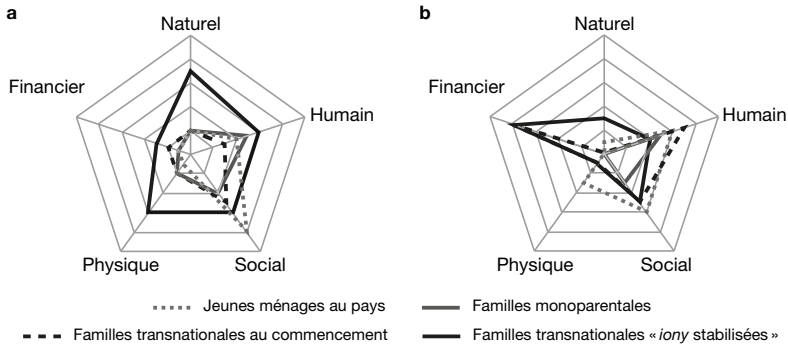 a
Naturel
Financier
Humain
Physique
Social
b
Naturel
Financier
Humain
Physique
Social
Jeunes ménages au pays
Familles monoparentales
Familles transnationales au commencement
Familles transnationales « iony stabilisées »